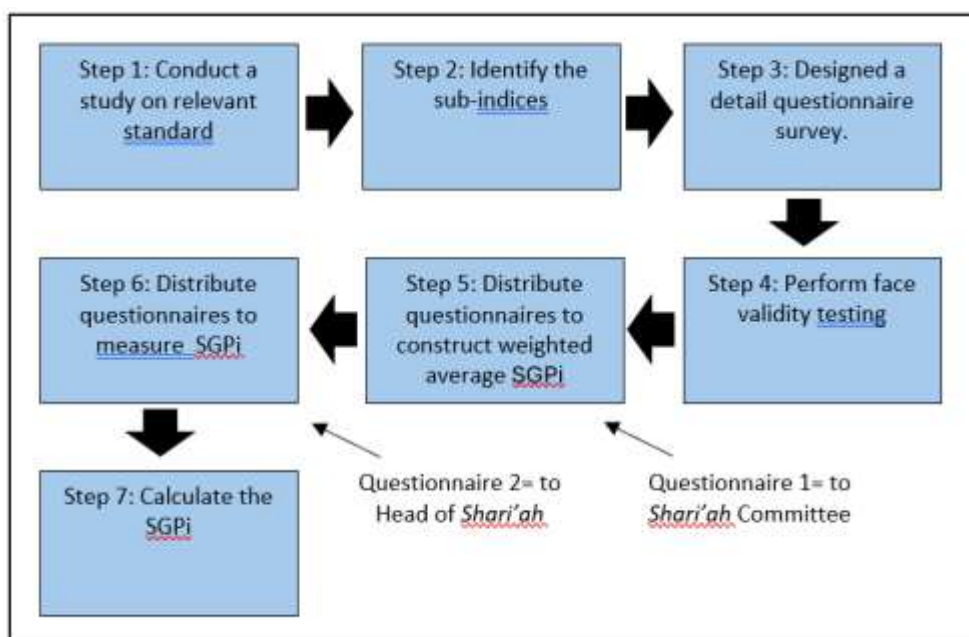 Step 1: Conduct a
study on relevant
standard
Step 2: Identify the
sub-indices
Step 3: Designed a
detail questionnaire
survey.
Step 4: Perform face
validity testing
Step 5: Distribute
questionnaires to
construct weighted
average SGPi
Step 6: Distribute
questionnaires to
measure SGPi
Step 7: Calculate the
SGPi
Questionnaire 2= to
Head of Shari’ah
Questionnaire 1= to
Shari’ah Committee